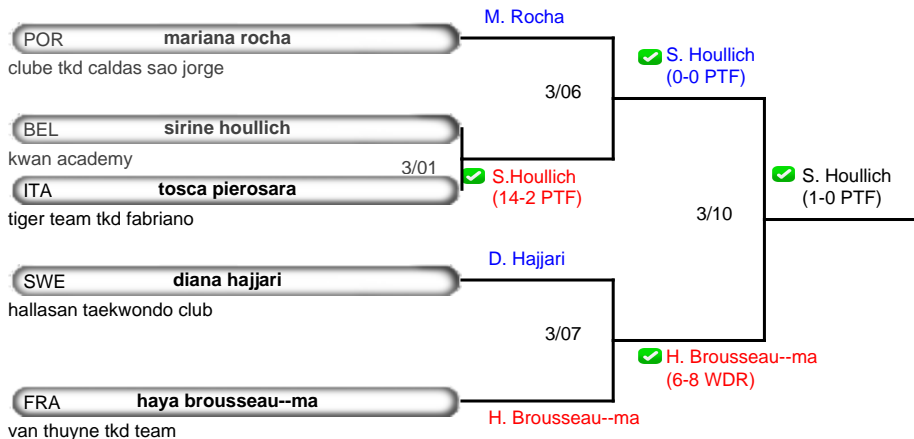 M. Rocha
POR mariana rocha
clube tkd caldas sao jorge
S. Houllich
(0-0 PTF)
3/06
BEL sirine houllich
kwan academy
3/01
ITA tosca pierosara
tiger team tkd fabriano
S.Houllich
(14-2 PTF)
S. Houllich
(1-0 PTF)
3/10
D. Hajjari
SWE diana hajjari
hallasan taekwondo club
3/07
H. Brousseau--ma
(6-8 WDR)
FRA haya brousseau--ma
H. Brousseau--ma
van thuyne tkd team